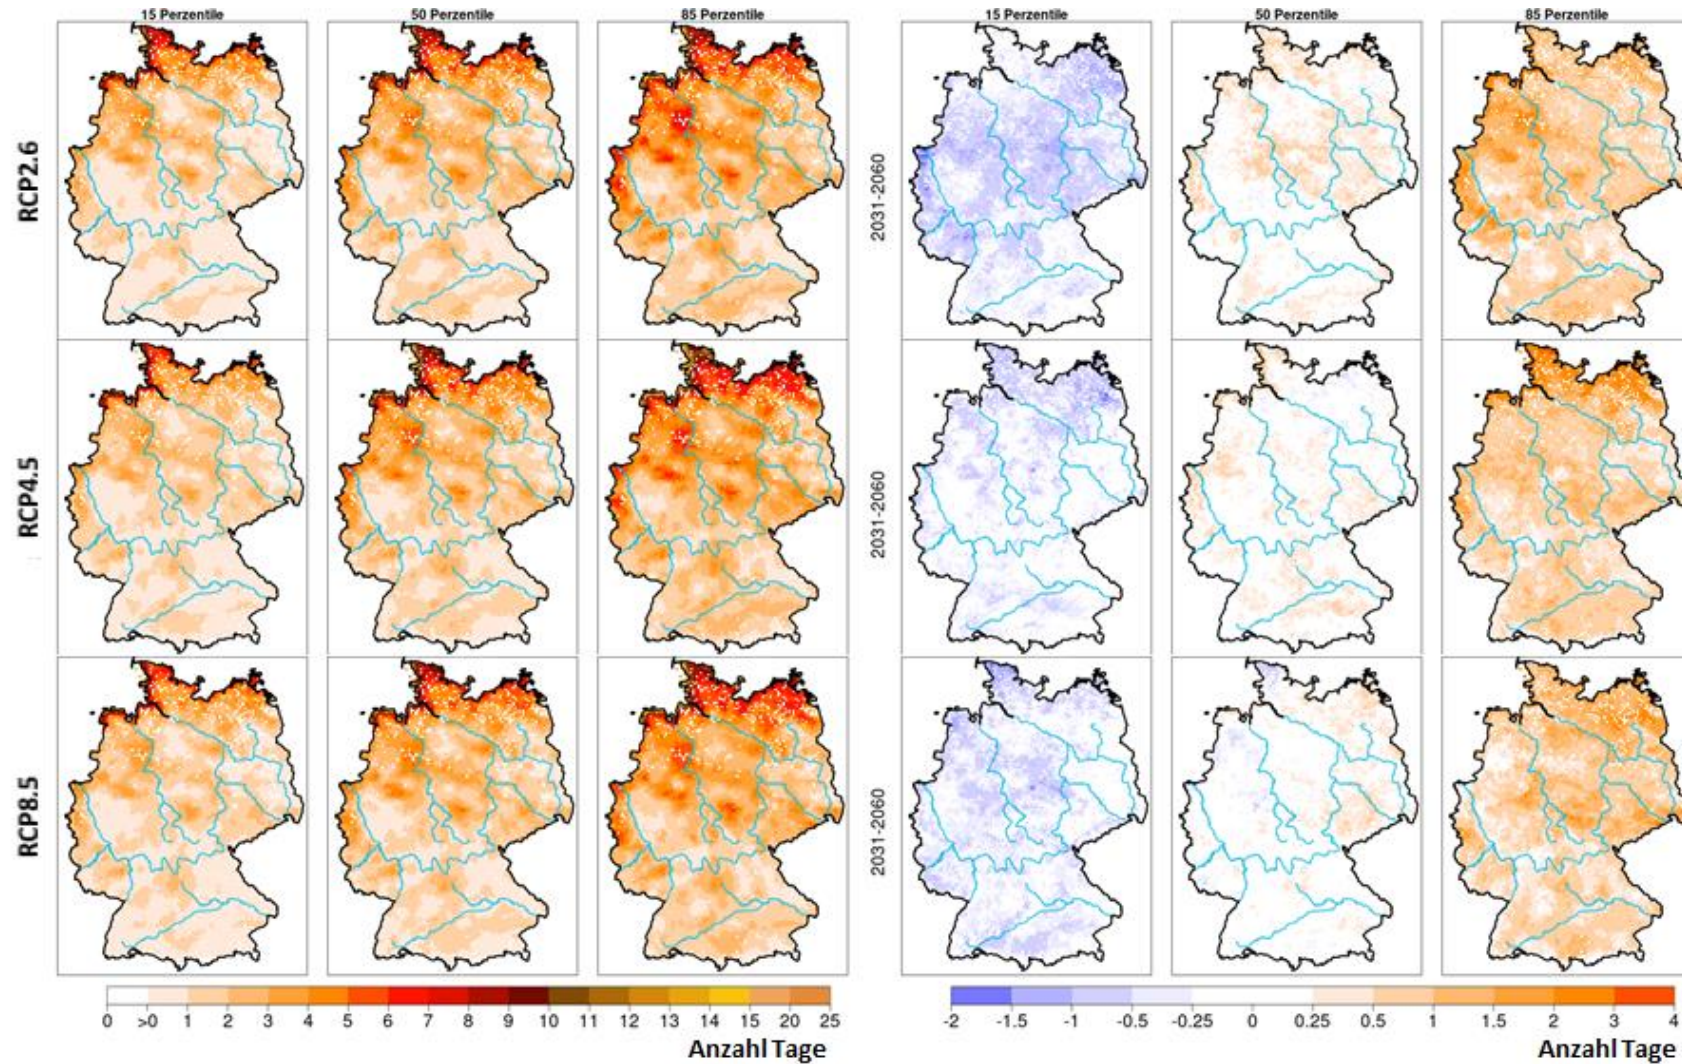 15 Perzentile 50 Perzentile 85 Perzentile 15 Perzentile 50 Perzentile 85 Perzentile
RCP2.6
2031-2060
RCP4.5
2031-2060
RCP8.5
2031-2060
0 >0 1 2 3 4 5 6 7 8 9 10 11 12 13 14 15 20 25
-2 -1.5 -1 -0.5 -0.25 0 0.25 0.5 1 1.5 2 3 4
Anzahl Tage Anzahl Tage